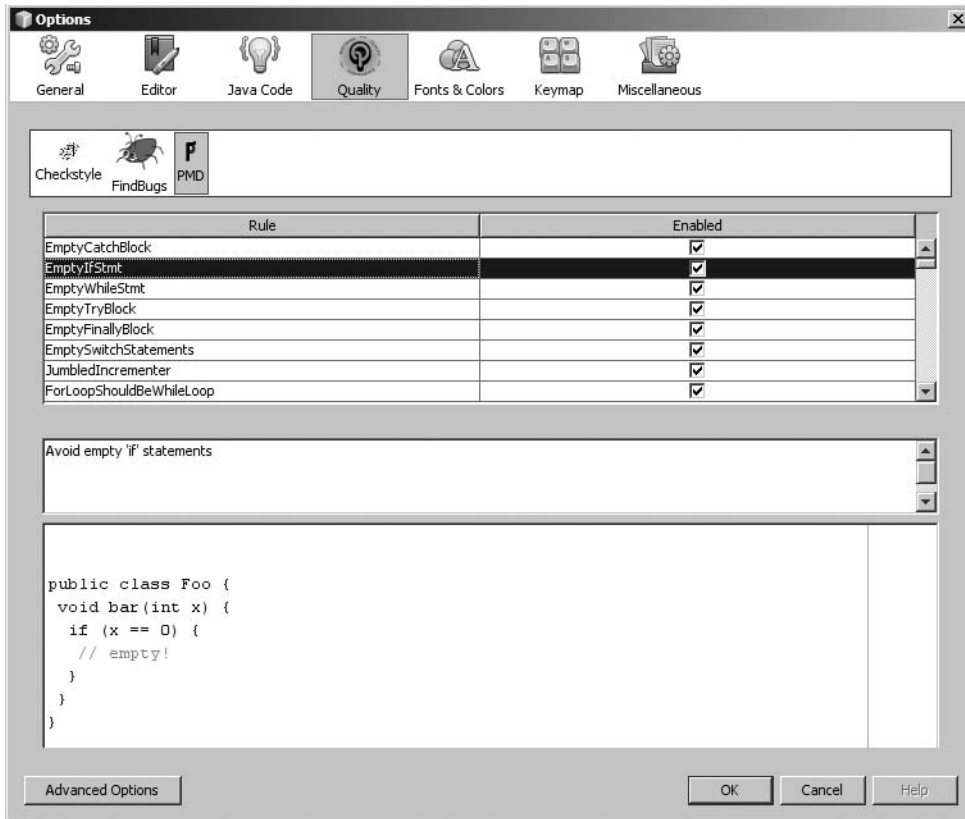 Options
General Editor Java Code Quality Fonts & Colors Keymap Miscellaneous
Checkstyle FindBugs PMD
Rule Enabled
EmptyCatchBlock
EmptyIfStmt
EmptyWhileStmt
EmptyTryBlock
EmptyFinallyBlock
EmptySwitchStatements
JumbledIncrementer
ForLoopShouldBeWhileLoop
Avoid empty 'if' statements
public class Foo {
void bar(int x) {
if (x == 0) {
// empty!
}
}
}
Advanced Options OK Cancel Help